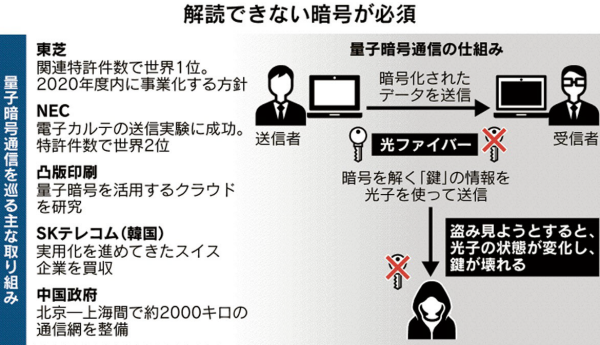 解読できない暗号が必須
量子暗号通信を巡る主な取り組み
東芝
関連特許件数で世界1位。
2020年度内に事業化する方針
NEC
電子カルテの送信実験に成功。
特許件数で世界2位
凸版印刷
量子暗号を活用するクラウド
を研究
SKテレコム(韓国)
実用化を進めてきたスイス
企業を買収
中国政府
北京―上海間で約2000キロの
通信網を整備
量子暗号通信の仕組み
暗号化された
データを送信
送信者
受信者
光ファイバー
暗号を解く「鍵」の情報を
光子を使って送信
盗み見ようとすると、
光子の状態が変化し、
鍵が壊れる